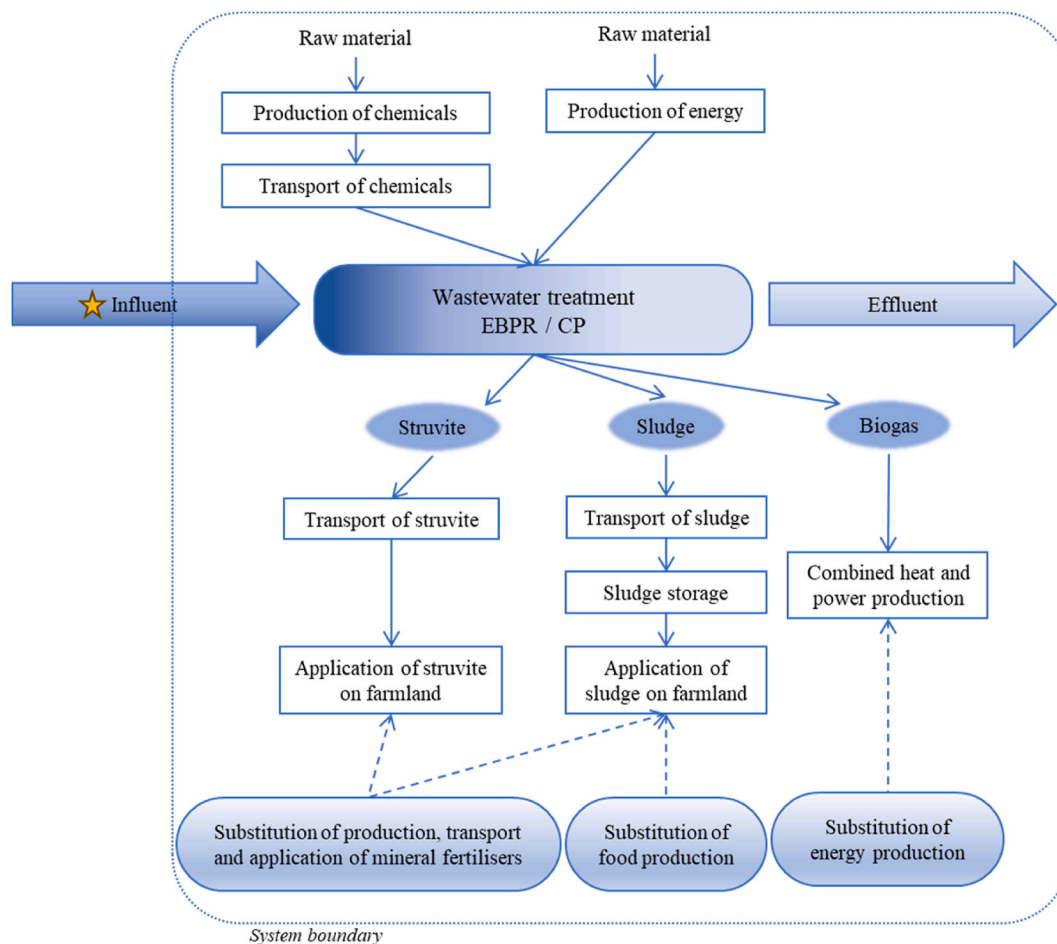 Raw material
Raw material
Production of chemicals
Production of energy
Transport of chemicals
Influent
Wastewater treatment
EBPR / CP
Effluent
Struvite
Sludge
Biogas
Transport of struvite
Transport of sludge
Combined heat and
power production
Sludge storage
Application of struvite
on farmland
Application of
sludge on farmland
Substitution of production, transport
and application of mineral fertilisers
Substitution of
food production
Substitution of
energy production
System boundary